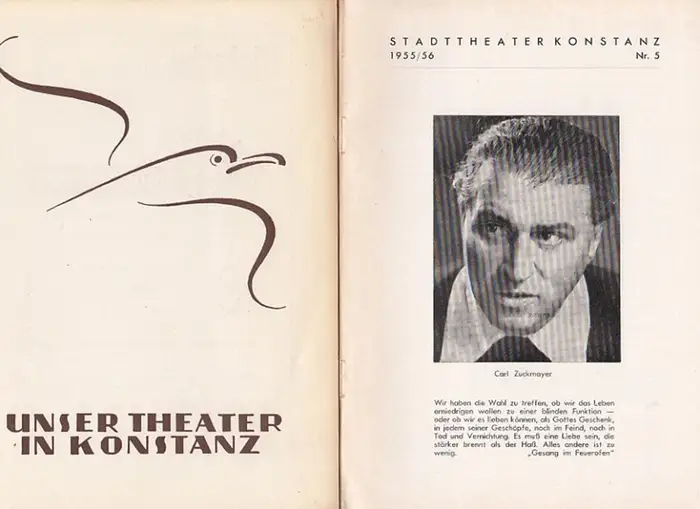 UNSER THEATER
IN KONSTANZ
STADTTHEATER KONSTANZ
1955/56 Nr. 5
Carl Zuckmayer
Wir haben die Wahl zu treffen, ob wir das Leben
erniedrigen wollen zu einer blinden Funktion —
oder ob wir es lieben können, als Gottes Geschenk,
in jedem seiner Geschöpfe, noch im Feind, noch in
Tod und Vernichtung. Es muß eine Liebe sein, die
stärker brennt als der Haß. Alles andere ist zu
wenig. „Gesang im Feuerofen"